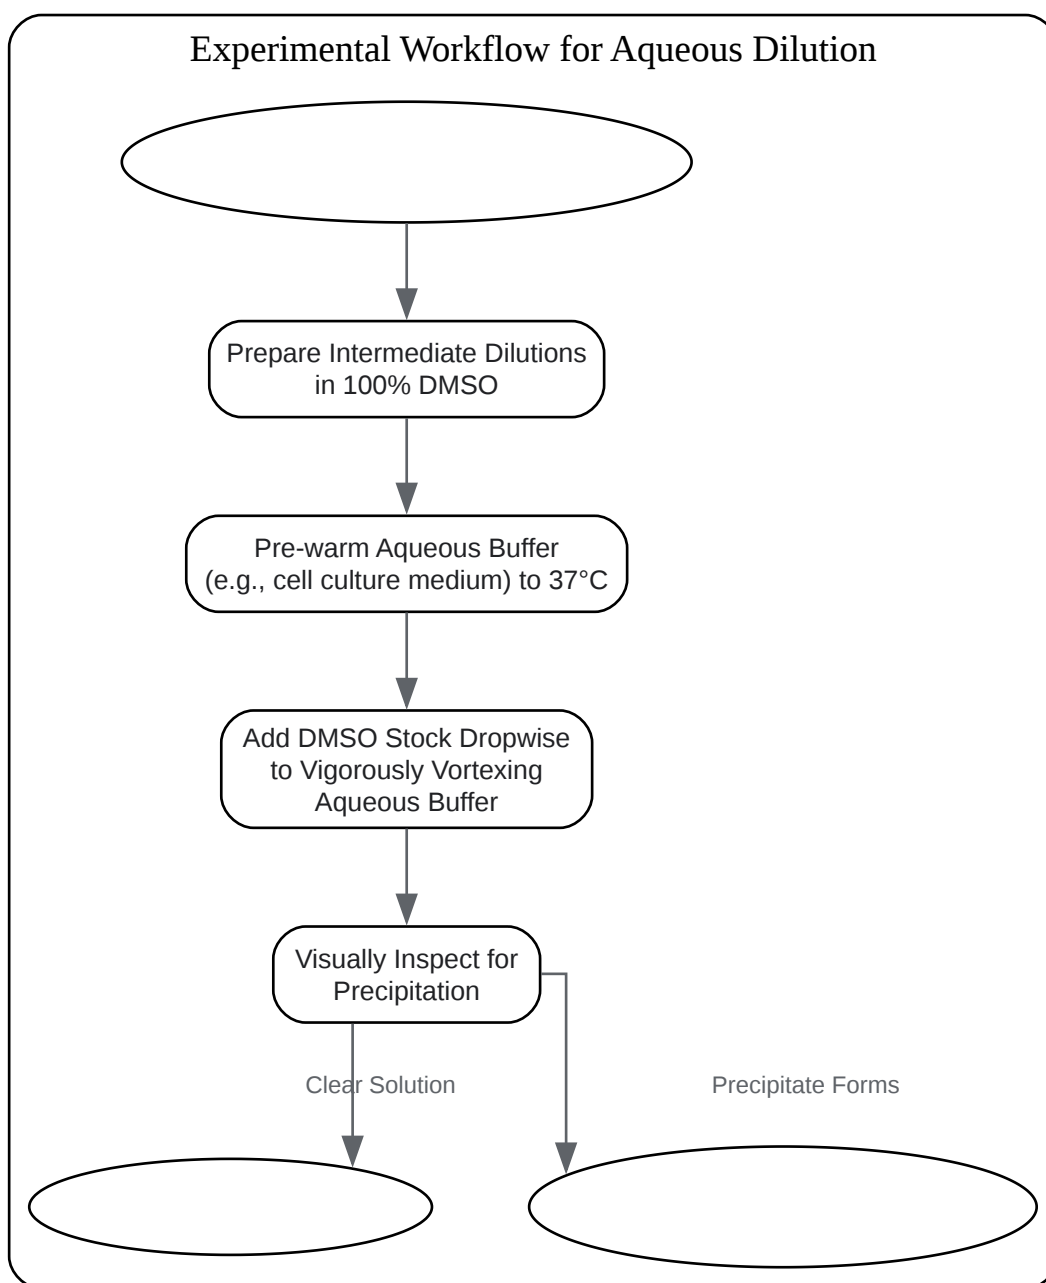 Experimental Workflow for Aqueous Dilution
Prepare Intermediate Dilutions
in 100% DMSO
Pre-warm Aqueous Buffer
(e.g., cell culture medium) to 37°C
Add DMSO Stock Dropwise
to Vigorously Vortexing
Aqueous Buffer
Visually Inspect for
Precipitation
Clear Solution
Precipitate Forms